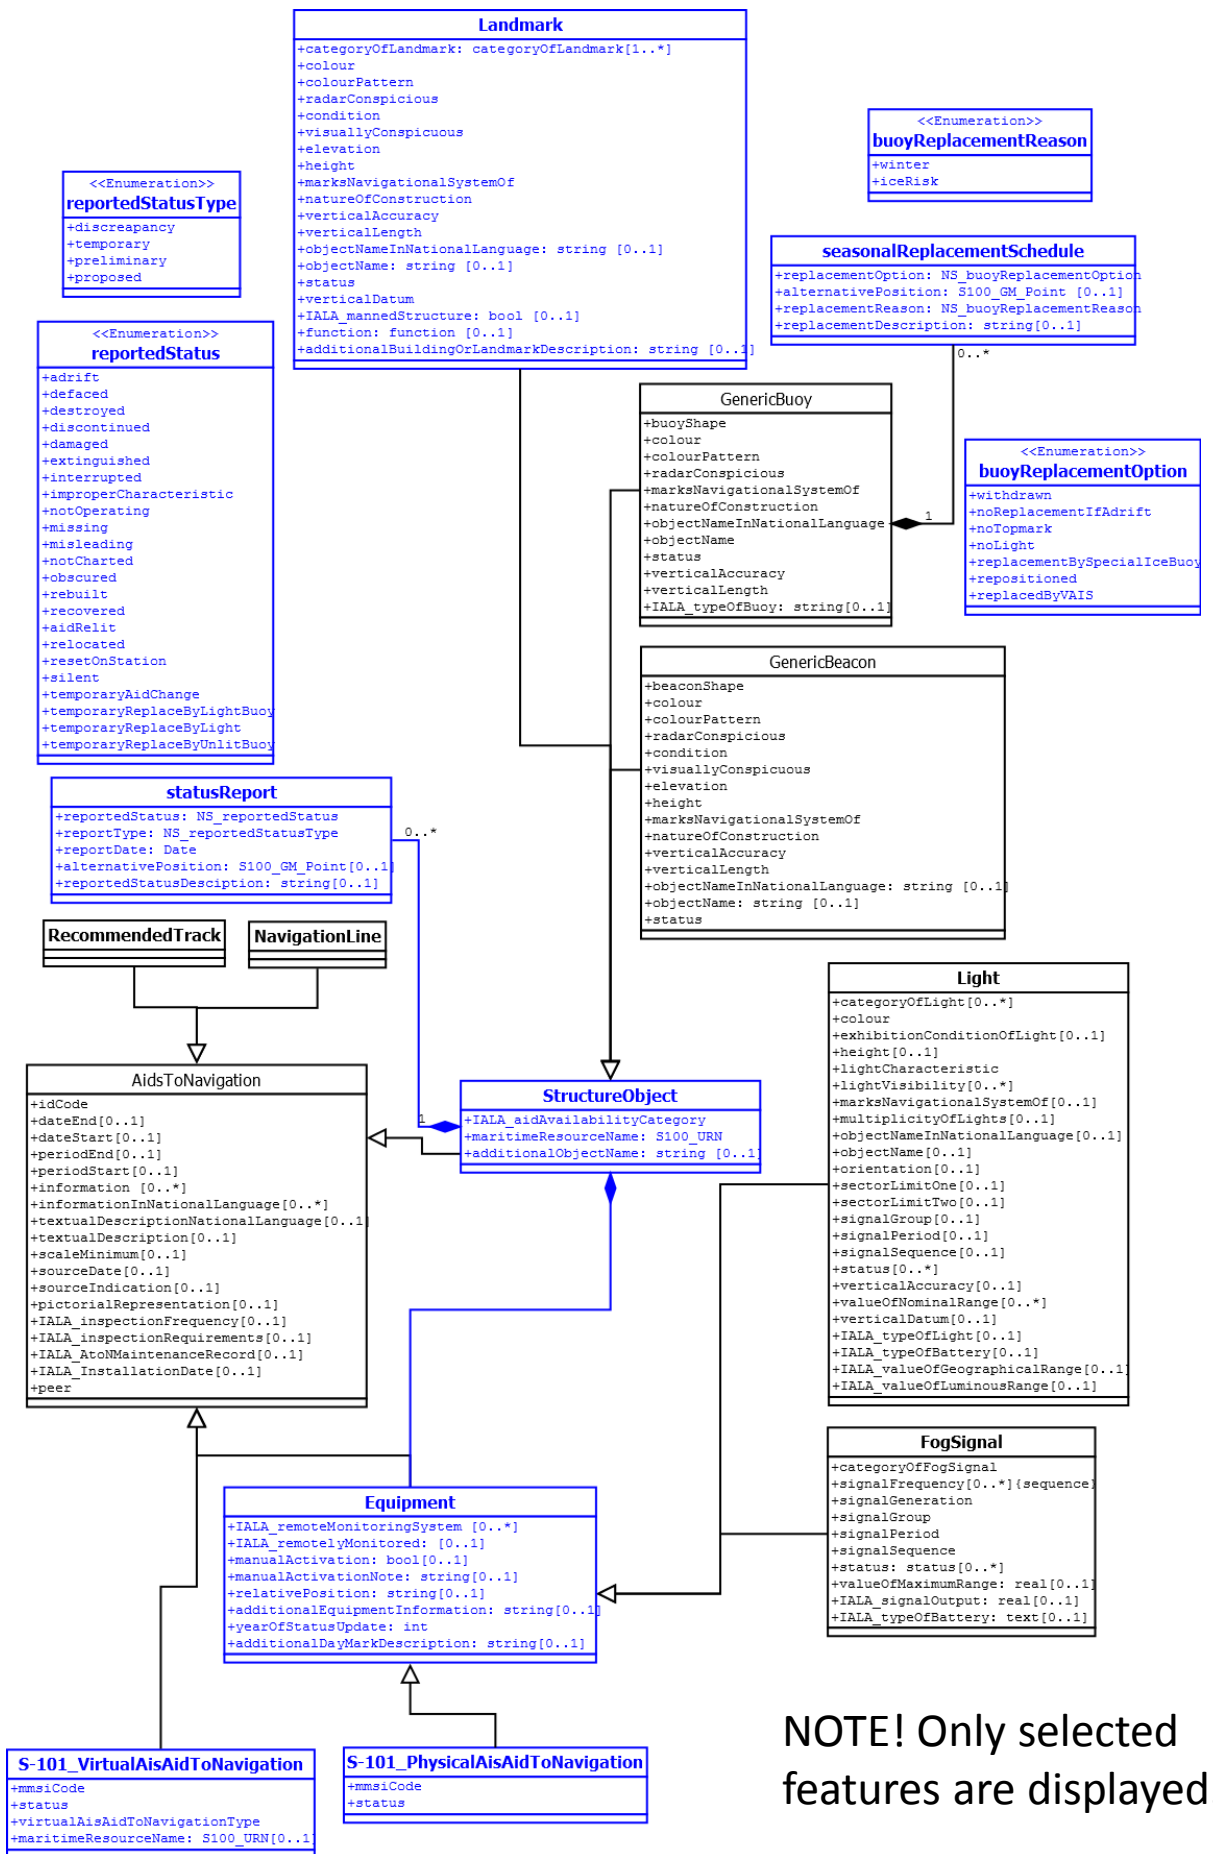 Landmark
+categoryOfLandmark: categoryOfLandmark[1..*]
+colour
+colourPattern
+radarConspicious
+condition
+visuallyConspicuous
+elevation
+height
+marksNavigationalSystemOf
+natureOfConstruction
+verticalAccuracy
+verticalLength
+objectNameInNationalLanguage: string [0..1]
+objectName: string [0..1]
+status
+verticalDatum
+IALA_mannedStructure: bool [0..1]
+function: function [0..1]
+additionalBuildingOrLandmarkDescription: string [0..1]
<<Enumeration>>
buoyReplacementReason
+winter
+iceRisk
<<Enumeration>>
reportedStatusType
+discreapancy
+temporary
+preliminary
+proposed
seasonalReplacementSchedule
+replacementOption: NS_buoyReplacementOption
+alternativePosition: S100_GM_Point [0..1]
+replacementReason: NS_buoyReplacementReason
+replacementDescription: string[0..1]
0..*
<<Enumeration>>
reportedStatus
+adrift
+defaced
+destroyed
+discontinued
+damaged
+extinguished
+interrupted
+improperCharacteristic
+notOperating
+missing
+misleading
+notCharted
+obscured
+rebuilt
+recovered
+aidRelit
+relocated
+resetOnStation
+silent
+temporaryAidChange
+temporaryReplaceByLightBuoy
+temporaryReplaceByLight
+temporaryReplaceByUnlitBuoy
GenericBuoy
+buoyShape
+colour
+colourPattern
+radarConspicious
+marksNavigationalSystemOf
+natureOfConstruction
+objectNameInNationalLanguage
+objectName
+status
+verticalAccuracy
+verticalLength
+IALA_typeOfBuoy: string[0..1]
1
<<Enumeration>>
buoyReplacementOption
+withdrawn
+noReplacementIfAdrift
+noTopmark
+noLight
+replacementBySpecialIceBuoy
+repositioned
+replacedByVAIS
GenericBeacon
+beaconShape
+colour
+colourPattern
+radarConspicious
+condition
+visuallyConspicuous
+elevation
+height
+marksNavigationalSystemOf
+natureOfConstruction
+verticalAccuracy
+verticalLength
+objectNameInNationalLanguage: string [0..1]
+objectName: string [0..1]
+status
statusReport
+reportedStatus: NS_reportedStatus
+reportType: NS_reportedStatusType
+reportDate: Date
+alternativePosition: S100_GM_Point[0..1]
+reportedStatusDesciption: string[0..1]
0..*
RecommendedTrack
NavigationLine
Light
+categoryOfLight[0..*]
+colour
+exhibitionConditionOfLight[0..1]
+height[0..1]
+lightCharacteristic
+lightVisibility[0..*]
+marksNavigationalSystemOf[0..1]
+multiplicityOfLights[0..1]
+objectNameInNationalLanguage[0..1]
+objectName[0..1]
+orientation[0..1]
+sectorLimitOne[0..1]
+sectorLimitTwo[0..1]
+signalGroup[0..1]
+signalPeriod[0..1]
+signalSequence[0..1]
+status[0..*]
+verticalAccuracy[0..1]
+valueOfNominalRange[0..*]
+verticalDatum[0..1]
+IALA_typeOfLight[0..1]
+IALA_typeOfBattery[0..1]
+IALA_valueOfGeographicalRange[0..1]
+IALA_valueOfLuminousRange[0..1]
AidsToNavigation
+idCode
+dateEnd[0..1]
+dateStart[0..1]
+periodEnd[0..1]
+periodStart[0..1]
+information [0..*]
+informationInNationalLanguage[0..*]
+textualDescriptionNationalLanguage[0..1]
+textualDescription[0..1]
+scaleMinimum[0..1]
+sourceDate[0..1]
+sourceIndication[0..1]
+pictorialRepresentation[0..1]
+IALA_inspectionFrequency[0..1]
+IALA_inspectionRequirements[0..1]
+IALA_AtoNMaintenanceRecord[0..1]
+IALA_InstallationDate[0..1]
+peer
StructureObject
+IALA_aidAvailabilityCategory
+maritimeResourceName: S100_URN
+additionalObjectName: string [0..1]
1
FogSignal
+categoryOfFogSignal
+signalFrequency[0..*]{sequence}
+signalGeneration
+signalGroup
+signalPeriod
+signalSequence
+status: status[0..*]
+valueOfMaximumRange: real[0..1]
+IALA_signalOutput: real[0..1]
+IALA_typeOfBattery: text[0..1]
Equipment
+IALA_remoteMonitoringSystem [0..*]
+IALA_remotelyMonitored: [0..1]
+manualActivation: bool[0..1]
+manualActivationNote: string[0..1]
+relativePosition: string[0..1]
+additionalEquipmentInformation: string[0..1]
+yearOfStatusUpdate: int
+additionalDayMarkDescription: string[0..1]
S-101_VirtualAisAidToNavigation
+mmsiCode
+status
+virtualAisAidToNavigationType
+maritimeResourceName: S100_URN[0..1]
S-101_PhysicalAisAidToNavigation
+mmsiCode
+status
NOTE! Only selected
features are displayed